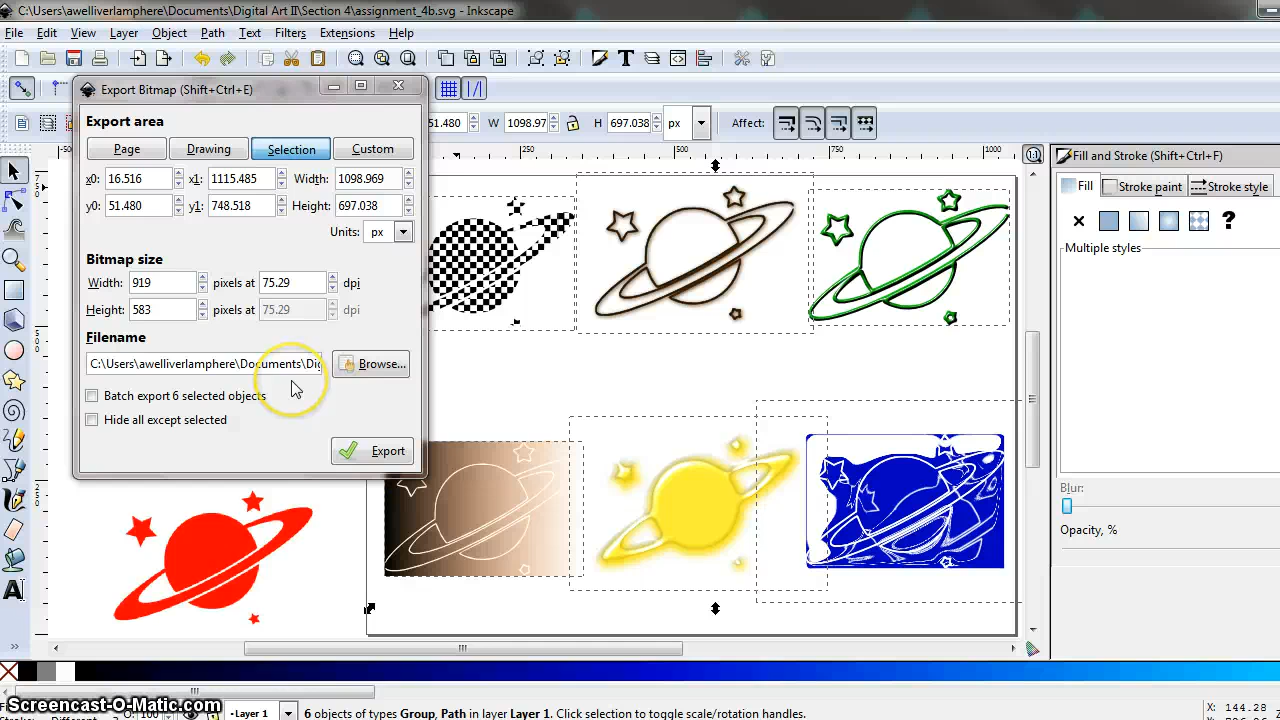 C:\Users\awelliverlamphere\Documents\Digital Art II\Section 4\assignment_4b.svg - Inkscape
File Edit View Layer Object Path Text Filters Extensions Help
Export Bitmap (Shift+Ctrl+E)
51.480 W 1098.97 H 697.038 px Affect:
Export area
Page Drawing Selection Custom
x0: 16.516 x1: 1115.485 Width: 1098.969
y0: 51.480 y1: 748.518 Height: 697.038
Units: px
Bitmap size
Width: 919 pixels at 75.29 dpi
Height: 583 pixels at 75.29 dpi
Filename
C:\Users\awelliverlamphere\Documents\Dig Browse...
Batch export 6 selected objects
Hide all except selected
Export
250 500 750 1000
Fill and Stroke (Shift+Ctrl+F)
Fill Stroke paint Stroke style
?
Multiple styles
Blur:
Opacity, %
Screencast-O-Matic.com
100 Layer 1 6 objects of types Group, Path in layer Layer 1. Click selection to toggle scale/rotation handles.
X: 144.28